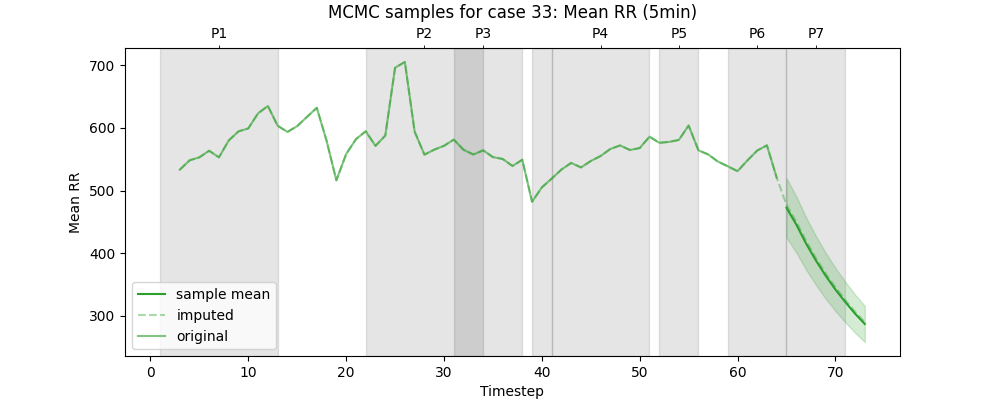 MCMC samples for case 33: Mean RR (5min)
P1 P2 P3 P4 P5 P6 P7
700
600
500
400
300
Mean RR
sample mean
imputed
original
0 10 20 30 40 50 60 70
Timestep